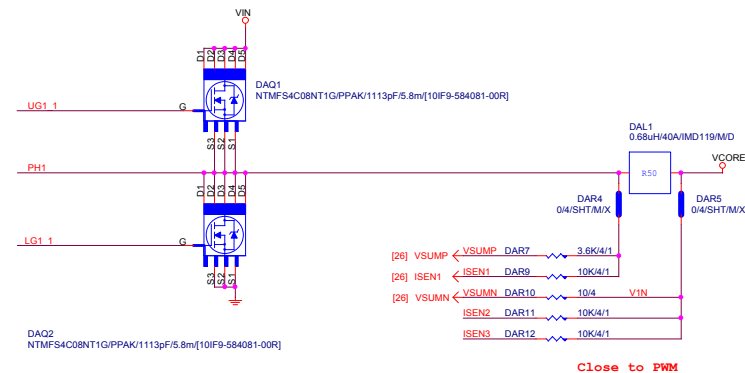 VIN
D1 D2 D3 D4 D5
DAQ1
NTMFS4C08NT1G/PPAK/1113pF/5.8m/[10IF9-584081-00R]
UG1_1
G
S3 S2 S1
DAL1
0.68uH/40A/IMD119/M/D
VCORE
PH1
R50
D1 D2 D3 D4 D5
DAR4
0/4/SHT/M/X
DAR5
0/4/SHT/M/X
LG1_1
G
S3 S2 S1
[26] VSUMP VSUMP DAR7 3.6K/4/1
[26] ISEN1 ISEN1 DAR9 10K/4/1
[26] VSUMN VSUMN DAR10 10/4 V1N
ISEN2 DAR11 10K/4/1
ISEN3 DAR12 10K/4/1
DAQ2
NTMFS4C08NT1G/PPAK/1113pF/5.8m/[10IF9-584081-00R]
Close to PWM